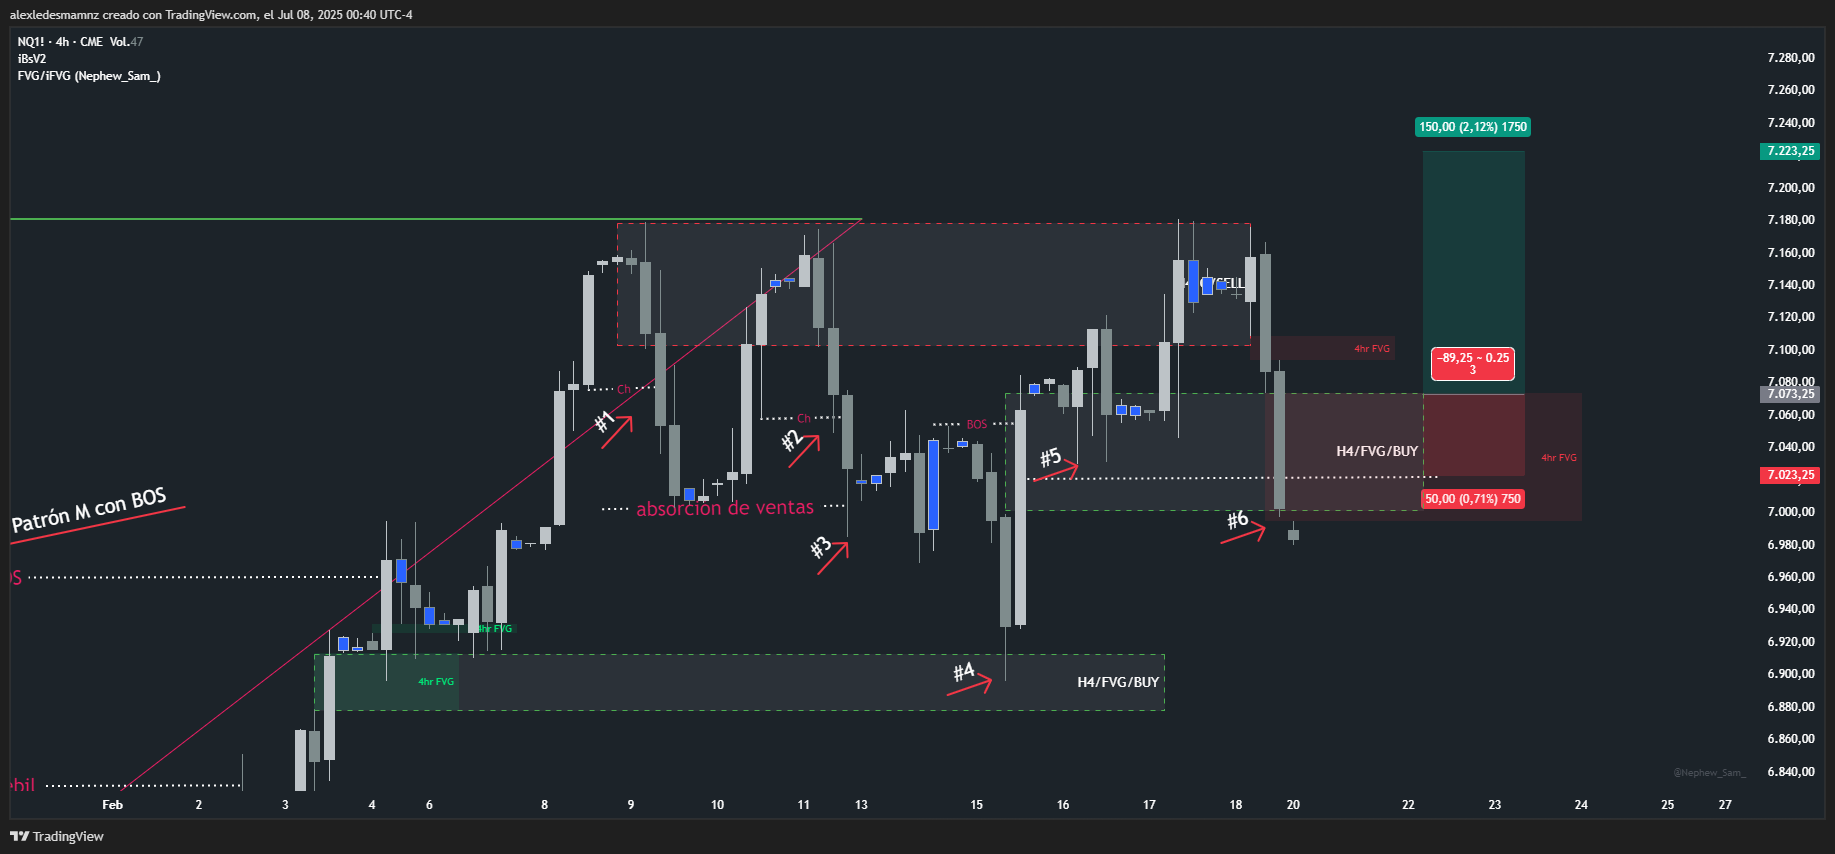 alexledesmamnz creado con TradingView.com, el Jul 08, 2025 00:40 UTC-4
NQ1! · 4h · CME Vol.47
iBsV2
FVG/iFVG (Nephew_Sam_)
7.280,00
7.260,00
7.240,00
150,00 (2,12%) 1750
7.223,25
7.200,00
7.180,00
7.160,00
7.140,00
7.120,00
7.100,00
4hr FVG
−89,25 ~ 0.25
3
7.080,00
7.073,25
Ch
#1
7.060,00
Ch
#2
BOS
7.040,00
H4/FVG/BUY
4hr FVG
#5
7.023,25
50,00 (0,71%) 750
Patrón M con BOS
absorción de ventas
7.000,00
#6
#3
6.980,00
6.960,00
6.940,00
4hr FVG
6.920,00
6.900,00
4hr FVG
#4
H4/FVG/BUY
6.880,00
6.860,00
6.840,00
@Nephew_Sam_
Feb 2 3 4 6 8 9 10 11 13 15 16 17 18 20 22 23 24 25 27
TradingView